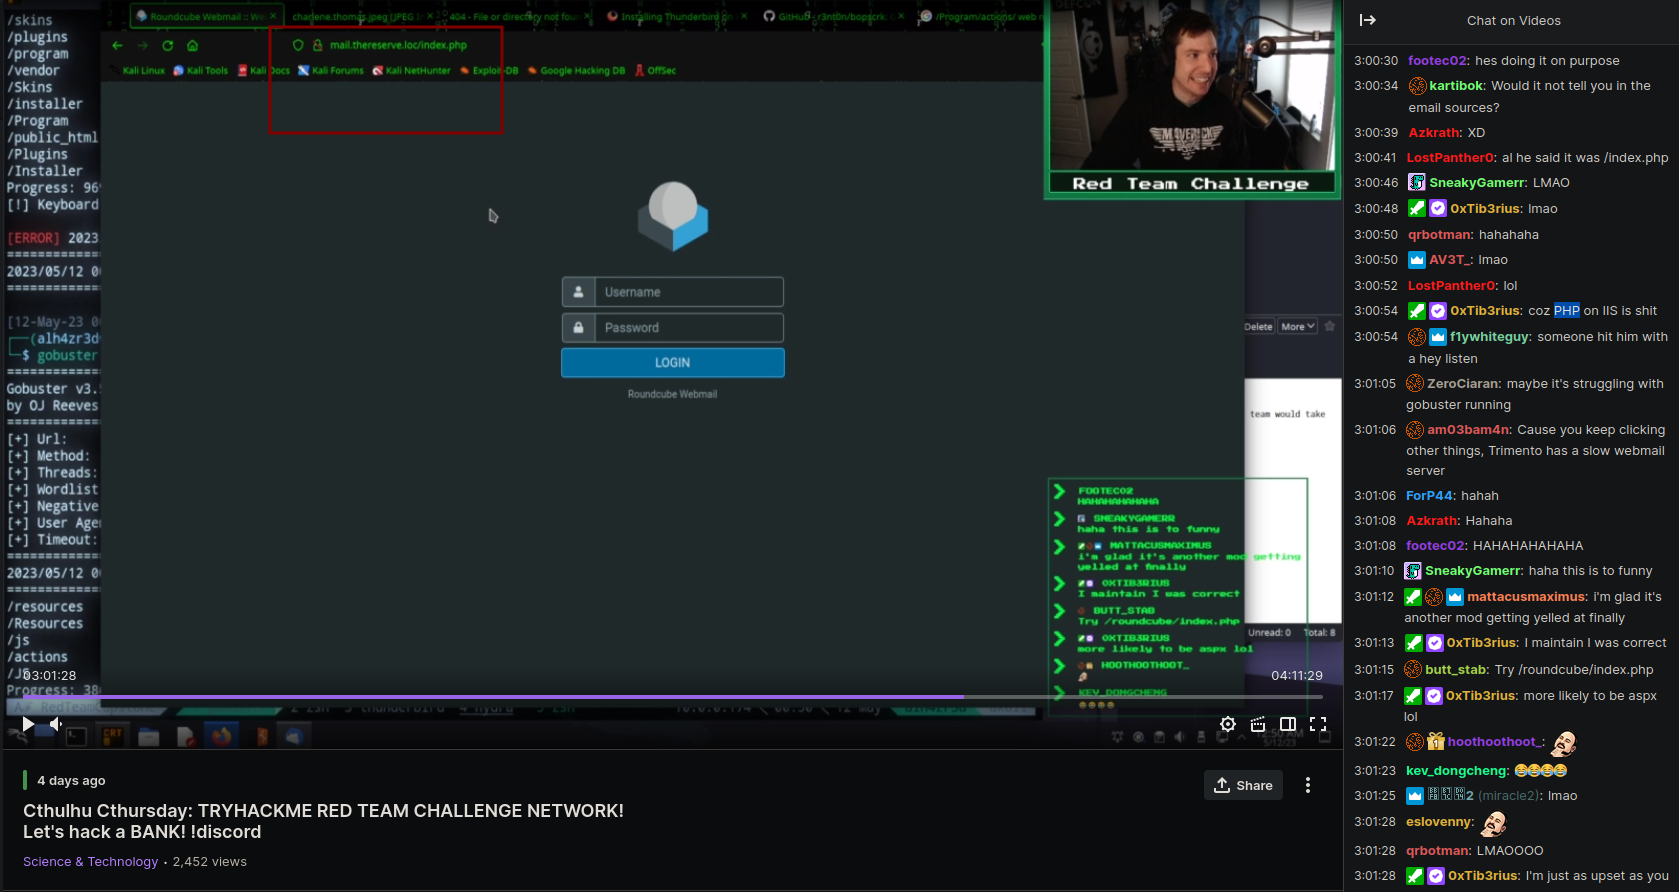 /skins
/plugins
/program
/vendor
/Skins
/installer
/Program
/public_html
/Plugins
/Installer
Progress: 96
[!] Keyboard
[ERROR] 2023
2023/05/12 0
[12-May-23 0
(alh4zr3d
$ gobuster
Gobuster v3.
by OJ Reeves
[+] Url:
[+] Method:
[+] Threads:
[+] Wordlist
[+] Negative
[+] User Age
[+] Timeout:
2023/05/12 0
/resources
/Resources
/js
/actions
Progress: 38
Roundcube Webmail :: We
charlene.thomas.jpeg (JPEG I
404 - File or directory not fou
Installing Thunderbird o
GitHub - r3nt0n/bopscrk
/Program/actions/ web
mail.thereserve.loc/index.php
Kali Linux
Kali Tools
Kali Docs
Kali Forums
Kali NetHunter
Exploit-DB
Google Hacking DB
OffSec
Username
Password
LOGIN
Roundcube Webmail
MAVERICK
Red Team Challenge
Delete
More
team would take
Unread: 0
Total: 8
FOOTEC02
HAHAHAHAHAHA
SNEAKYGAMERR
haha this is to funny
MATTACUSMAXIMUS
i'm glad it's another mod getting
yelled at finally
0XTIB3RIUS
I maintain I was correct
BUTT_STAB
Try /roundcube/index.php
0XTIB3RIUS
more likely to be aspx lol
HOOTHOOTHOOT_
KEV_DONGCHENG
03:01:28
04:11:29
4 days ago
Share
Cthulhu Cthursday: TRYHACKME RED TEAM CHALLENGE NETWORK!
Let's hack a BANK! !discord
Science & Technology • 2,452 views
Chat on Videos
3:00:30 footec02: hes doing it on purpose
3:00:34 kartibok: Would it not tell you in the
email sources?
3:00:39 Azkrath: XD
3:00:41 LostPanther0: al he said it was /index.php
3:00:46 SneakyGamerr: LMAO
3:00:48 0xTib3rius: lmao
3:00:50 qrbotman: hahahaha
3:00:50 AV3T_: lmao
3:00:52 LostPanther0: lol
3:00:54 0xTib3rius: coz PHP on IIS is shit
3:00:54 f1ywhiteguy: someone hit him with
a hey listen
3:01:05 ZeroCiaran: maybe it's struggling with
gobuster running
3:01:06 am03bam4n: Cause you keep clicking
other things, Trimento has a slow webmail
server
3:01:06 ForP44: hahah
3:01:08 Azkrath: Hahaha
3:01:08 footec02: HAHAHAHAHAHA
3:01:10 SneakyGamerr: haha this is to funny
3:01:12 mattacusmaximus: i'm glad it's
another mod getting yelled at finally
3:01:13 0xTib3rius: I maintain I was correct
3:01:15 butt_stab: Try /roundcube/index.php
3:01:17 0xTib3rius: more likely to be aspx
lol
3:01:22 hoothoothoot_:
3:01:23 kev_dongcheng: 😂😂😂😂
3:01:25 2 (miracle2): lmao
3:01:28 eslovenny:
3:01:28 qrbotman: LMAOOOO
3:01:28 0xTib3rius: I'm just as upset as you